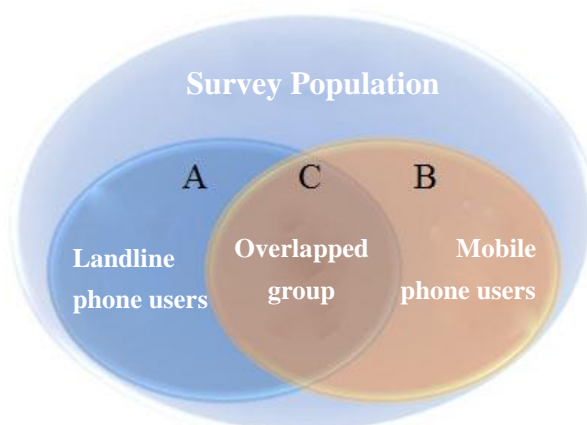 Survey Population
A
C
B
Landline
phone users
Overlapped
group
Mobile
phone users